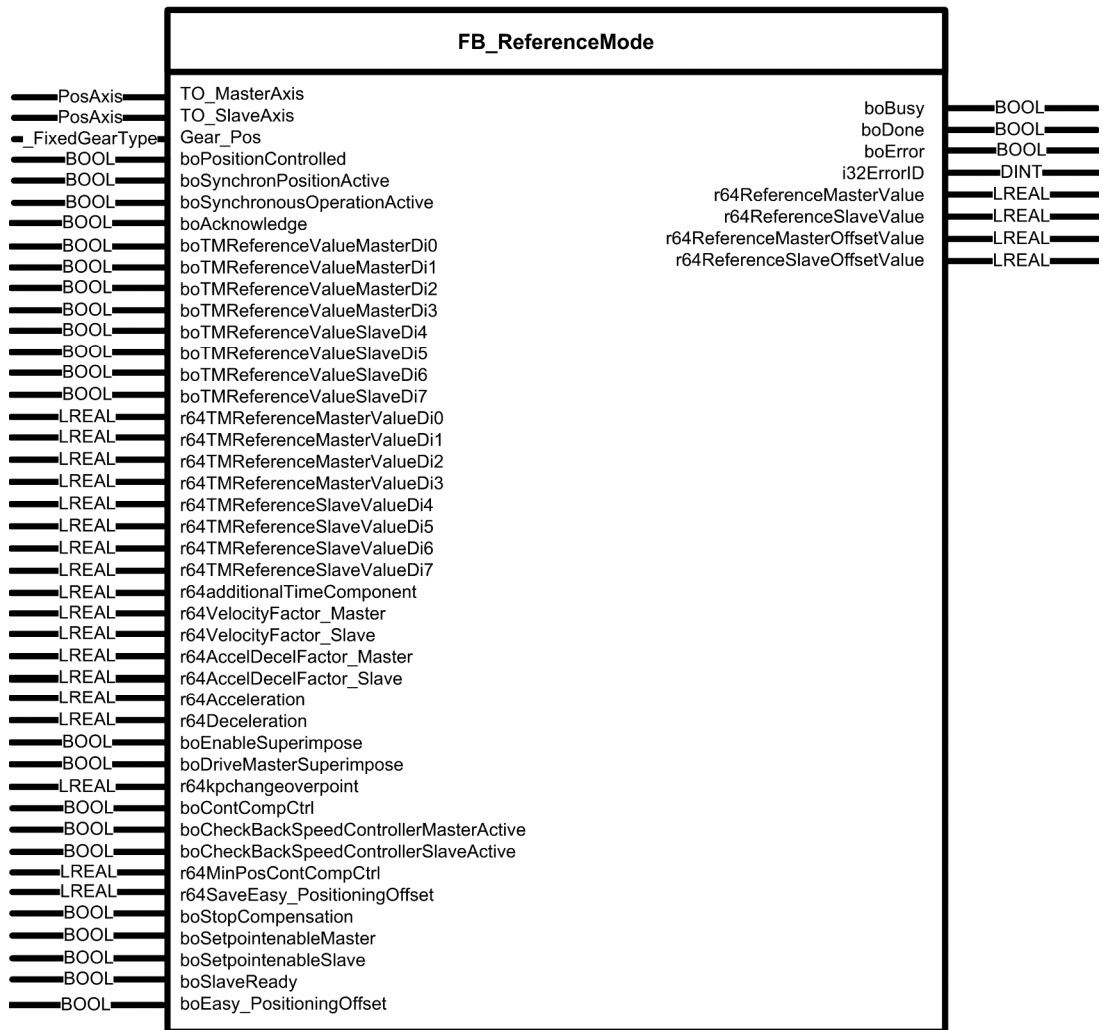 FB_ReferenceMode
PosAxis TO_MasterAxis
PosAxis TO_SlaveAxis
_FixedGearType Gear_Pos
BOOL boPositionControlled
BOOL boSynchronPositionActive
BOOL boSynchronousOperationActive
BOOL boAcknowledge
BOOL boTMReferenceValueMasterDi0
BOOL boTMReferenceValueMasterDi1
BOOL boTMReferenceValueMasterDi2
BOOL boTMReferenceValueMasterDi3
BOOL boTMReferenceValueSlaveDi4
BOOL boTMReferenceValueSlaveDi5
BOOL boTMReferenceValueSlaveDi6
BOOL boTMReferenceValueSlaveDi7
LREAL r64TMReferenceMasterValueDi0
LREAL r64TMReferenceMasterValueDi1
LREAL r64TMReferenceMasterValueDi2
LREAL r64TMReferenceMasterValueDi3
LREAL r64TMReferenceSlaveValueDi4
LREAL r64TMReferenceSlaveValueDi5
LREAL r64TMReferenceSlaveValueDi6
LREAL r64TMReferenceSlaveValueDi7
LREAL r64additionalTimeComponent
LREAL r64VelocityFactor_Master
LREAL r64VelocityFactor_Slave
LREAL r64AccelDecelFactor_Master
LREAL r64AccelDecelFactor_Slave
LREAL r64Acceleration
LREAL r64Deceleration
BOOL boEnableSuperimpose
BOOL boDriveMasterSuperimpose
LREAL r64kpchangeoverpoint
BOOL boContCompCtrl
BOOL boCheckBackSpeedControllerMasterActive
BOOL boCheckBackSpeedControllerSlaveActive
LREAL r64MinPosContCompCtrl
LREAL r64SaveEasy_PositioningOffset
BOOL boStopCompensation
BOOL boSetpointenableMaster
BOOL boSetpointenableSlave
BOOL boSlaveReady
BOOL boEasy_PositioningOffset
boBusy BOOL
boDone BOOL
boError BOOL
i32ErrorID DINT
r64ReferenceMasterValue LREAL
r64ReferenceSlaveValue LREAL
r64ReferenceMasterOffsetValue LREAL
r64ReferenceSlaveOffsetValue LREAL